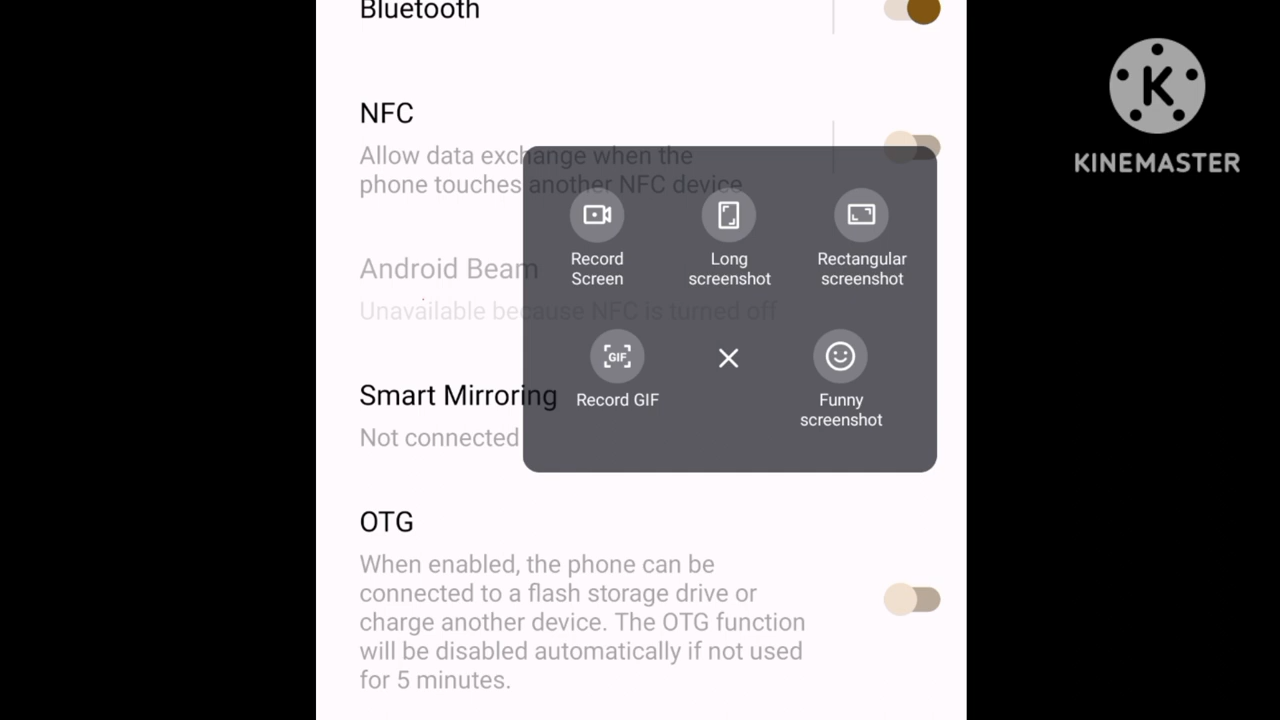 Bluetooth
NFC
Allow data exchange when the
phone touches another NFC device
Android Beam
Unavailable because NFC is turned off
Smart Mirroring
Not connected
OTG
When enabled, the phone can be
connected to a flash storage drive or
charge another device. The OTG function
will be disabled automatically if not used
for 5 minutes.
Record
Screen
Long
screenshot
Rectangular
screenshot
GIF
Record GIF
Funny
screenshot
K
KINEMASTER